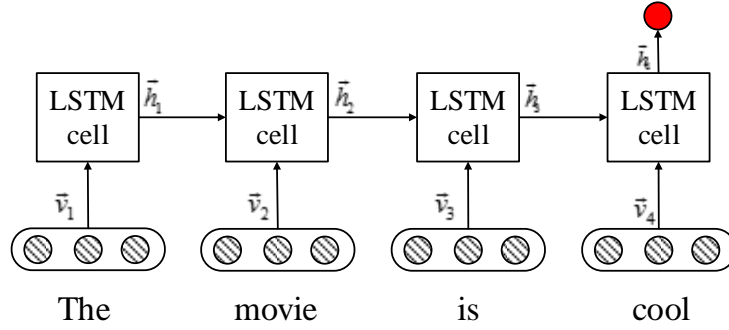 h⃗₄
LSTM cell h⃗₁ LSTM cell h⃗₂ LSTM cell h⃗₃ LSTM cell
v⃗₁ v⃗₂ v⃗₃ v⃗₄
The movie is cool